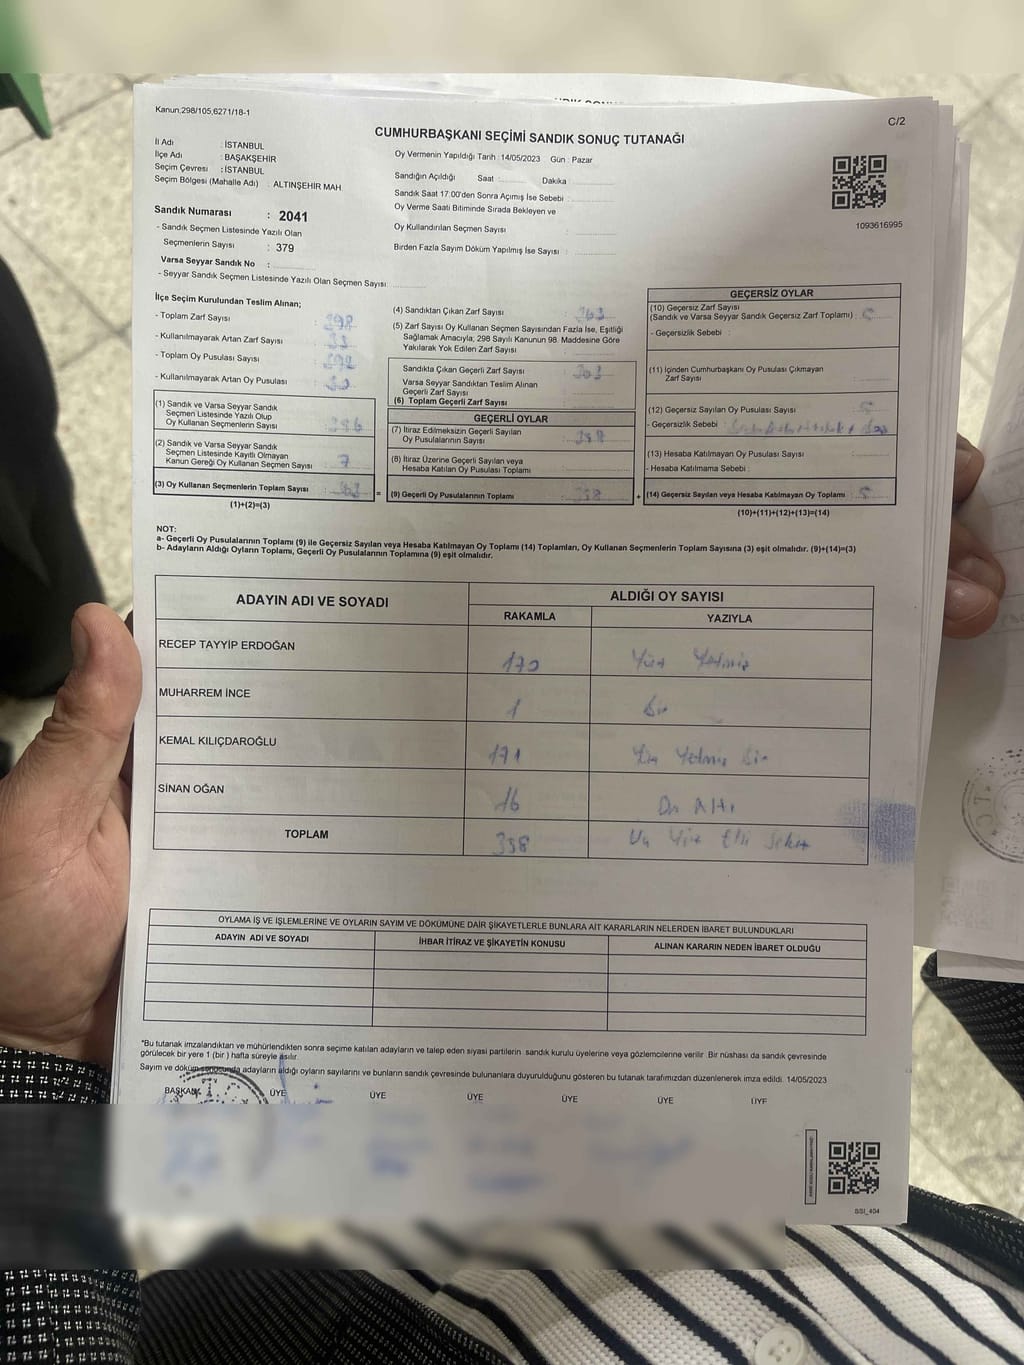 Kanun,298/105,6271/18-1
C/2
CUMHURBAŞKANI SEÇİMİ SANDIK SONUÇ TUTANAĞI
İl Adı : İSTANBUL
İlçe Adı : BAŞAKŞEHİR
Seçim Çevresi : İSTANBUL
Seçim Bölgesi (Mahalle Adı) : ALTINŞEHİR MAH
Oy Vermenin Yapıldığı Tarih : 14/05/2023 Gün : Pazar
Sandığın Açıldığı Saat : Dakika :
Sandık Saat 17:00'den Sonra Açımış İse Sebebi :
Oy Verme Saati Bitiminde Sırada Bekleyen ve
Oy Kullandırılan Seçmen Sayısı :
Birden Fazla Sayım Döküm Yapılmış İse Sayısı :
1093616995
Sandık Numarası : 2041
- Sandık Seçmen Listesinde Yazılı Olan
Seçmenlerin Sayısı : 379
Varsa Seyyar Sandık No :
- Seyyar Sandık Seçmen Listesinde Yazılı Olan Seçmen Sayısı:
İlçe Seçim Kurulundan Teslim Alınan;
- Toplam Zarf Sayısı :
- Kullanılmayarak Artan Zarf Sayısı :
- Toplam Oy Pusulası Sayısı :
- Kullanılmayarak Artan Oy Pusulası :
(1) Sandık ve Varsa Seyyar Sandık
Seçmen Listesinde Yazılı Olup
Oy Kullanan Seçmenlerin Sayısı :
(2) Sandık ve Varsa Seyyar Sandık
Seçmen Listesinde Kayıtlı Olmayan
Kanun Gereği Oy Kullanan Seçmen Sayısı : 7
(3) Oy Kullanan Seçmenlerin Toplam Sayısı : 363
(1)+(2)=(3)
(4) Sandıktan Çıkan Zarf Sayısı : 363
(5) Zarf Sayısı Oy Kullanan Seçmen Sayısından Fazla İse, Eşitliği
Sağlamak Amacıyla, 298 Sayılı Kanunun 98. Maddesine Göre
Yakılarak Yok Edilen Zarf Sayısı :
Sandıkta Çıkan Geçerli Zarf Sayısı : 363
Varsa Seyyar Sandıktan Teslim Alınan
Geçerli Zarf Sayısı :
(6) Toplam Geçerli Zarf Sayısı :
GEÇERLİ OYLAR
(7) İtiraz Edilmeksizin Geçerli Sayılan
Oy Pusulalarının Sayısı : 358
(8) İtiraz Üzerine Geçerli Sayılan veya
Hesaba Katılan Oy Pusulası Toplamı :
= (9) Geçerli Oy Pusulalarının Toplamı : 358
GEÇERSİZ OYLAR
(10) Geçersiz Zarf Sayısı
(Sandık ve Varsa Seyyar Sandık Geçersiz Zarf Toplamı) :
- Geçersizlik Sebebi :
(11) İçinden Cumhurbaşkanı Oy Pusulası Çıkmayan
Zarf Sayısı :
(12) Geçersiz Sayılan Oy Pusulası Sayısı : 5
- Geçersizlik Sebebi :
(13) Hesaba Katılmayan Oy Pusulası Sayısı :
- Hesaba Katılmama Sebebi :
+ (14) Geçersiz Sayılan veya Hesaba Katılmayan Oy Toplamı : 5
(10)+(11)+(12)+(13)=(14)
NOT:
a- Geçerli Oy Pusulalarının Toplamı (9) ile Geçersiz Sayılan veya Hesaba Katılmayan Oy Toplamı (14) Toplamları, Oy Kullanan Seçmenlerin Toplam Sayısına (3) eşit olmalıdır. (9)+(14)=(3)
b- Adayların Aldığı Oyların Toplamı, Geçerli Oy Pusulalarının Toplamına (9) eşit olmalıdır.
ADAYIN ADI VE SOYADI
ALDIĞI OY SAYISI
RAKAMLA YAZIYLA
RECEP TAYYİP ERDOĞAN 170 Yüz Yetmiş
MUHARREM İNCE 1 Bir
KEMAL KILIÇDAROĞLU 171 Yüz Yetmiş Bir
SİNAN OĞAN 16 On Altı
TOPLAM 358 Üç Yüz Elli Sekiz
OYLAMA İŞ VE İŞLEMLERİNE VE OYLARIN SAYIM VE DÖKÜMÜNE DAİR ŞİKAYETLERLE BUNLARA AİT KARARLARIN NELERDEN İBARET BULUNDUKLARI
ADAYIN ADI VE SOYADI İHBAR İTİRAZ VE ŞİKAYETİN KONUSU ALINAN KARARIN NEDEN İBARET OLDUĞU
*Bu tutanak imzalandıktan ve mühürlendikten sonra seçime katılan adayların ve talep eden siyasi partilerin sandık kurulu üyelerine veya gözlemcilerine verilir. Bir nüshası da sandık çevresinde
görülecek bir yere 1 (bir ) hafta süreyle asılır.
Sayım ve döküm sonucunda adayların aldığı oyların sayılarını ve bunların sandık çevresinde bulunanlara duyurulduğunu gösteren bu tutanak tarafımızdan düzenlenerek imza edildi. 14/05/2023
BAŞKAN ÜYE ÜYE ÜYE ÜYE ÜYE ÜYE
SSI_404